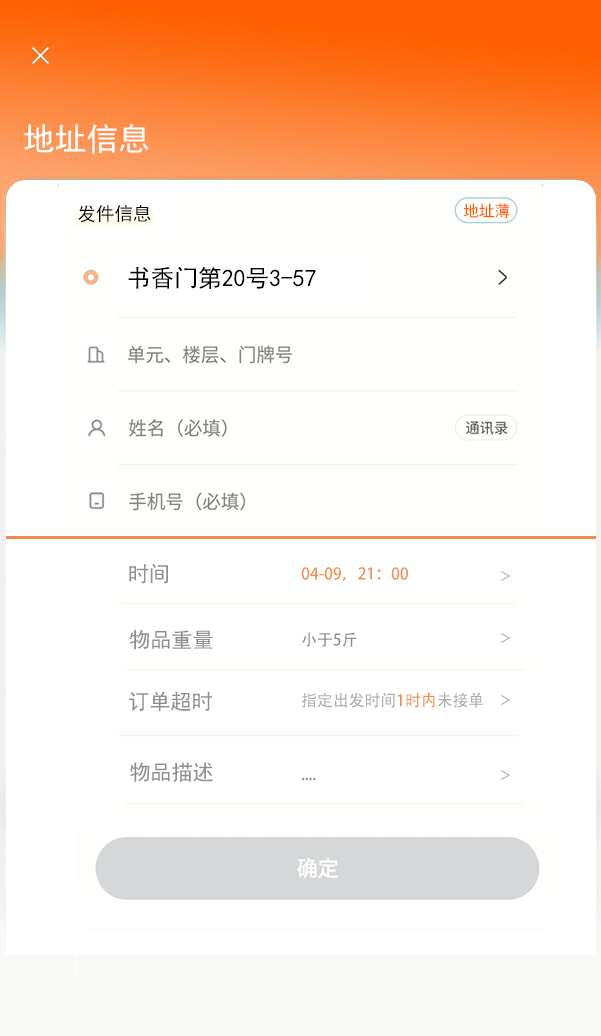 地址信息
发件信息 地址薄
书香门第20号3-57
单元、楼层、门牌号
姓名（必填） 通讯录
手机号（必填）
时间 04-09，21：00 >
物品重量 小于5斤 >
订单超时 指定出发时间1时内未接单 >
物品描述 .... >
确定